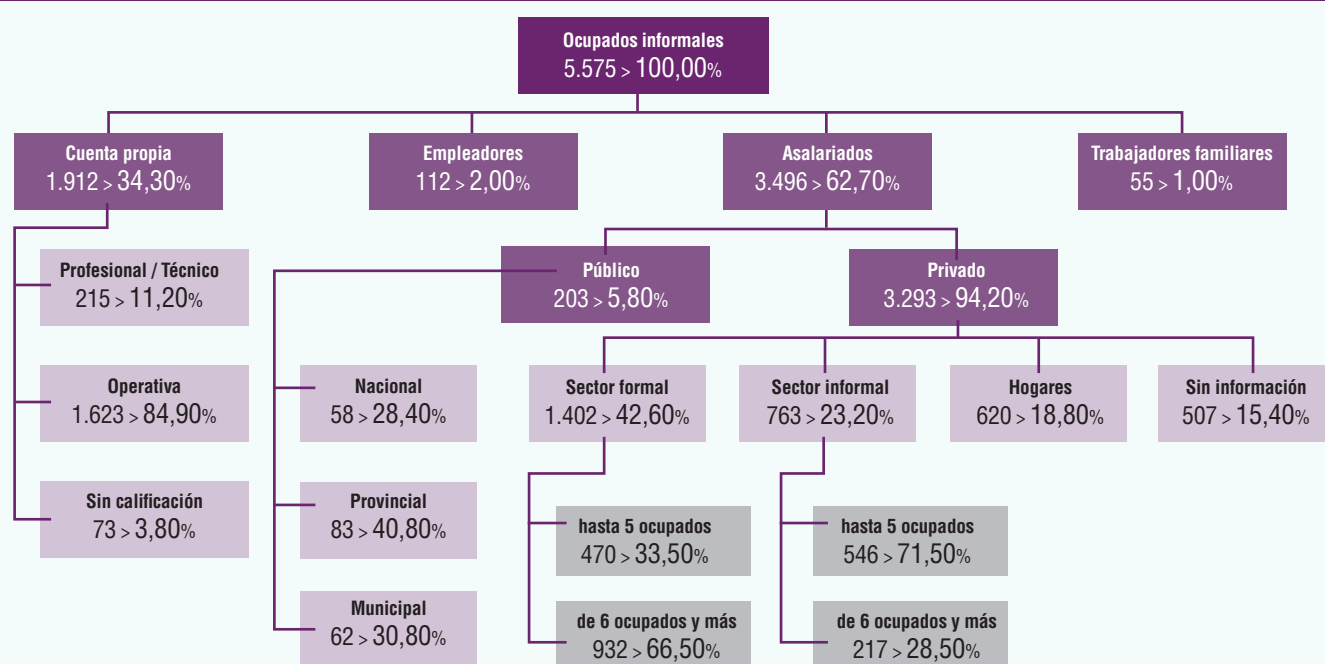 Ocupados informales
5.575 > 100,00%
Cuenta propia
1.912 > 34,30%
Empleadores
112 > 2,00%
Asalariados
3.496 > 62,70%
Trabajadores familiares
55 > 1,00%
Profesional / Técnico
215 > 11,20%
Público
203 > 5,80%
Privado
3.293 > 94,20%
Operativa
1.623 > 84,90%
Nacional
58 > 28,40%
Sector formal
1.402 > 42,60%
Sector informal
763 > 23,20%
Hogares
620 > 18,80%
Sin información
507 > 15,40%
Sin calificación
73 > 3,80%
Provincial
83 > 40,80%
hasta 5 ocupados
470 > 33,50%
hasta 5 ocupados
546 > 71,50%
Municipal
62 > 30,80%
de 6 ocupados y más
932 > 66,50%
de 6 ocupados y más
217 > 28,50%